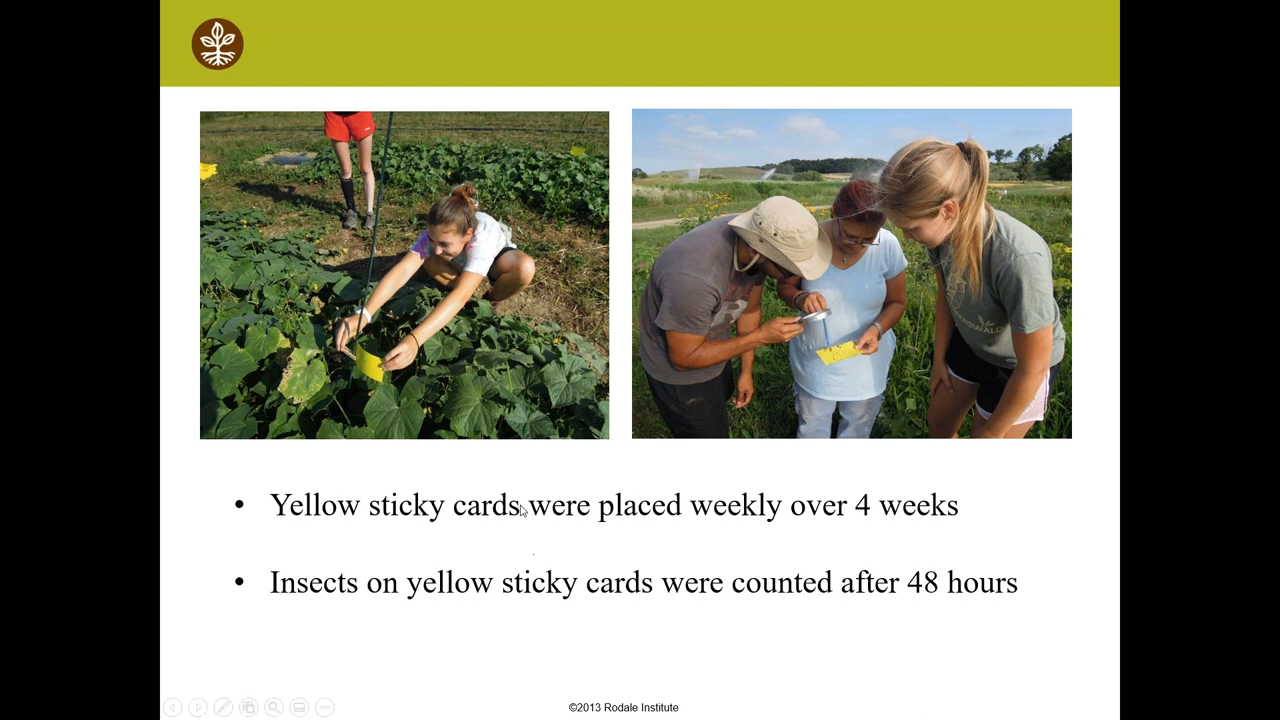 • Yellow sticky cards were placed weekly over 4 weeks
• Insects on yellow sticky cards were counted after 48 hours
©2013 Rodale Institute